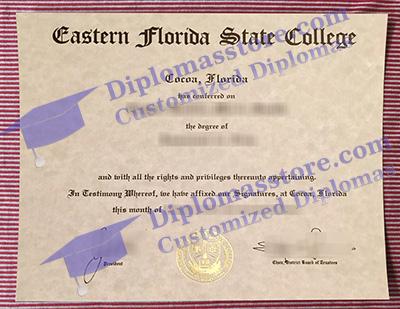 Eastern Florida State College
Cocoa, Florida
has conferred on
the degree of
and with all the rights and privileges thereunto appertaining.
In Testimony Whereof, we have affixed our Signatures, at Cocoa, Florida
this month of
President
Chair, District Board of Trustees
Diplomasstore.com
Customized Diplomas
Diplomasstore.com
Customized Diplomas